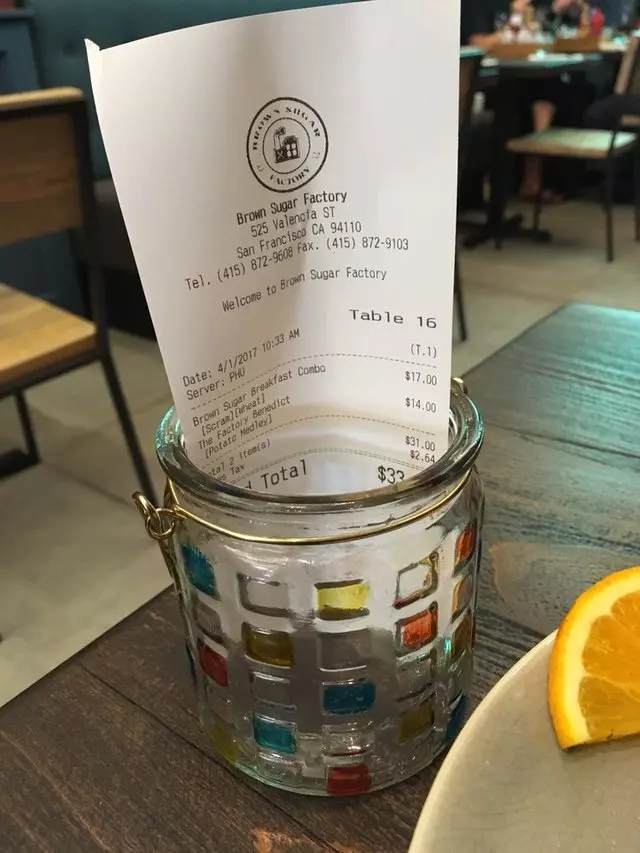 BROWN SUGAR
FACTORY
Brown Sugar Factory
525 Valencia ST
San Francisco CA 94110
Tel. (415) 872-9608 Fax. (415) 872-9103
Welcome to Brown Sugar Factory
Table 16
Date: 4/1/2017 10:33 AM
Server: PHU (T.1)
Brown Sugar Breakfast Combo $17.00
[Scram][Wheat]
The Factory Benedict $14.00
[Potato Medley]
otal 2 item(s) $31.00
s Tax $2.64
d Total $33